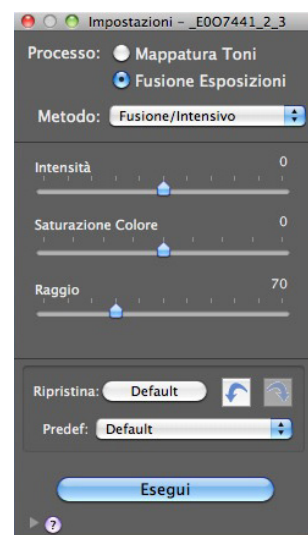 Impostazioni - _E0O7441_2_3
Processo: Mappatura Toni
Fusione Esposizioni
Metodo: Fusione/Intensivo
Intensità 0
Saturazione Colore 0
Raggio 70
Ripristina: Default
Predef: Default
Esegui
?